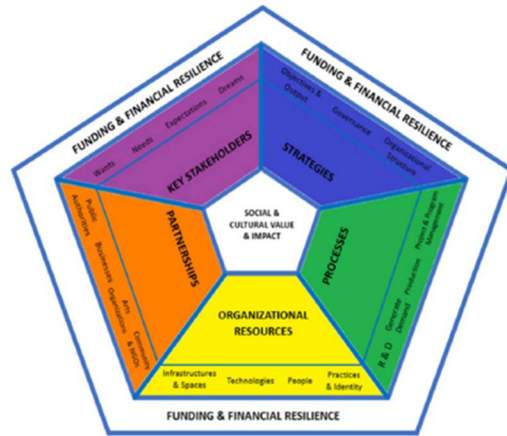 FUNDING & FINANCIAL RESILIENCE
FUNDING & FINANCIAL RESILIENCE
Wants
Needs
Expectations
Dreams
KEY STAKEHOLDERS
Objectives &
Output
Governance
Organisational
Structure
STRATEGIES
Public
Authorities
Businesses
Arts
Organizations
Community
& NGOs
PARTNERSHIPS
SOCIAL &
CULTURAL VALUE
& IMPACT
PROCESSES
Project & Program
Management
Production
Generate
Demand
R & D
ORGANIZATIONAL
RESOURCES
Infrastructures
& Spaces
Technologies
People
Practices
& Identity
FUNDING & FINANCIAL RESILIENCE